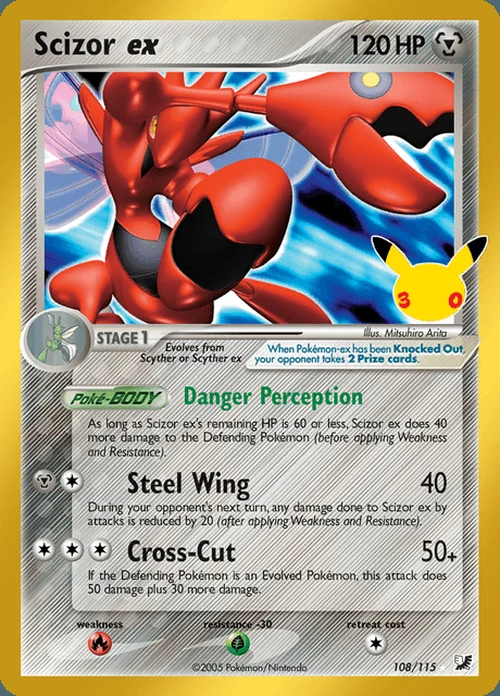 Scizor ex 120 HP
3 0
Illus. Mitsuhiro Arita
STAGE 1
Evolves from
Scyther or Scyther ex
When Pokémon-ex has been Knocked Out,
your opponent takes 2 Prize cards.
Poké-BODY Danger Perception
As long as Scizor ex's remaining HP is 60 or less, Scizor ex does 40
more damage to the Defending Pokémon (before applying Weakness
and Resistance).
Steel Wing 40
During your opponent's next turn, any damage done to Scizor ex by
attacks is reduced by 20 (after applying Weakness and Resistance).
Cross-Cut 50+
If the Defending Pokémon is an Evolved Pokémon, this attack does
50 damage plus 30 more damage.
weakness resistance -30 retreat cost
©2005 Pokémon/Nintendo 108/115